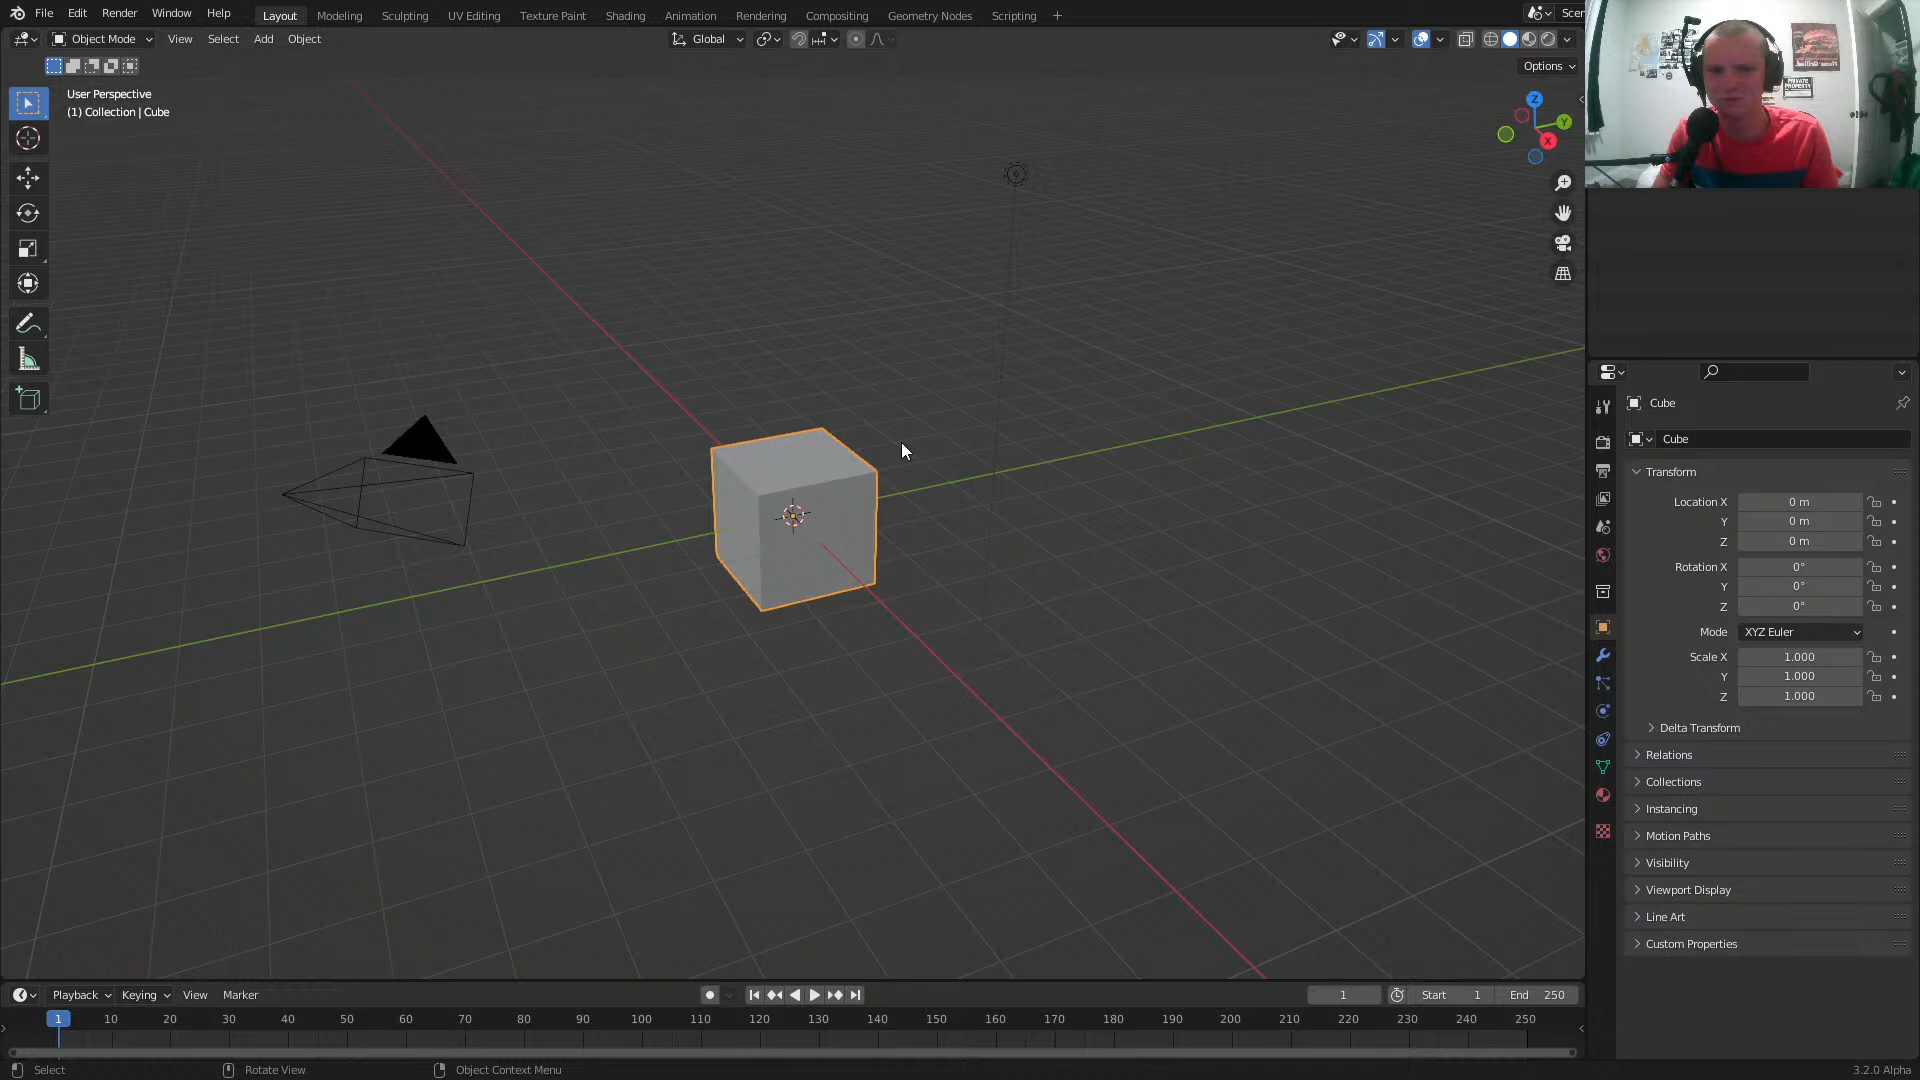 File Edit Render Window Help Layout Modeling Sculpting UV Editing Texture Paint Shading Animation Rendering Compositing Geometry Nodes Scripting + Scen
Object Mode View Select Add Object Global
Options
User Perspective
(1) Collection | Cube
Z
Y
X
PRIVATE
PROPERTY
Cube
Cube
Transform
Location X 0 m
Y 0 m
Z 0 m
Rotation X 0°
Y 0°
Z 0°
Mode XYZ Euler
Scale X 1.000
Y 1.000
Z 1.000
Delta Transform
Relations
Collections
Instancing
Motion Paths
Visibility
Viewport Display
Line Art
Custom Properties
Playback Keying View Marker 1 Start 1 End 250
1 10 20 30 40 50 60 70 80 90 100 110 120 130 140 150 160 170 180 190 200 210 220 230 240 250
Select Rotate View Object Context Menu 3.2.0 Alpha